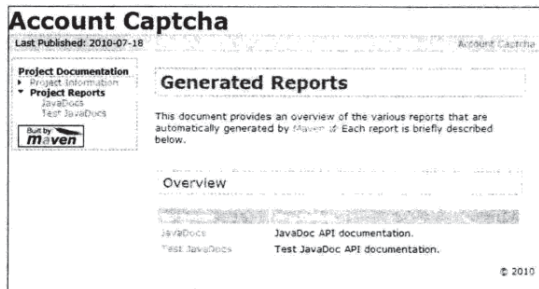 Account Captcha
Last Published: 2010-07-18
Account Captcha
Project Documentation
Project Information
Project Reports
JavaDocs
Test JavaDocs
Built by
maven
Generated Reports
This document provides an overview of the various reports that are
automatically generated by Maven. Each report is briefly described
below.
Overview
JavaDocs JavaDoc API documentation.
Test JavaDocs Test JavaDoc API documentation.
© 2010